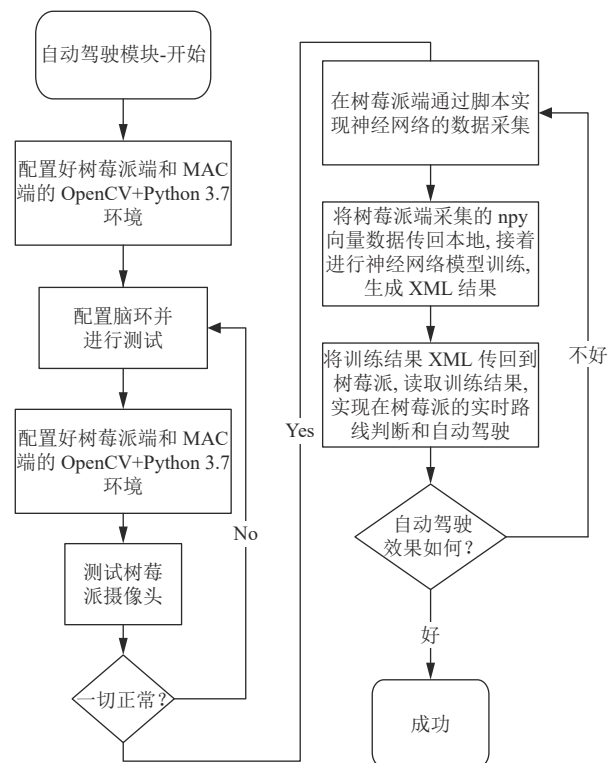 自动驾驶模块-开始
配置好树莓派端和 MAC
端的 OpenCV+Python 3.7
环境
配置脑环并
进行测试
配置好树莓派端和 MAC
端的 OpenCV+Python 3.7
环境
No
测试树莓
派摄像头
一切正常?
Yes
在树莓派端通过脚本实
现神经网络的数据采集
将树莓派端采集的 npy
向量数据传回本地, 接着
进行神经网络模型训练,
生成 XML 结果
将训练结果 XML 传回到
树莓派, 读取训练结果,
实现在树莓派的实时路
线判断和自动驾驶
不好
自动驾驶
效果如何?
好
成功